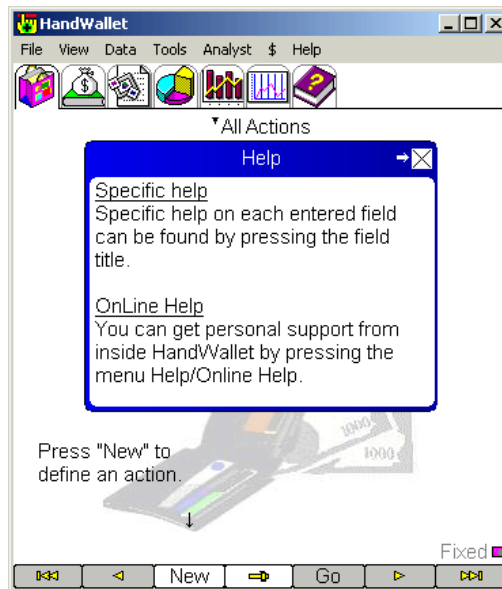 HandWallet
File View Data Tools Analyst $ Help
All Actions
Help
Specific help
Specific help on each entered field
can be found by pressing the field
title.
OnLine Help
You can get personal support from
inside HandWallet by pressing the
menu Help/Online Help.
1000
1000
Press "New" to
define an action.
Fixed
New Go